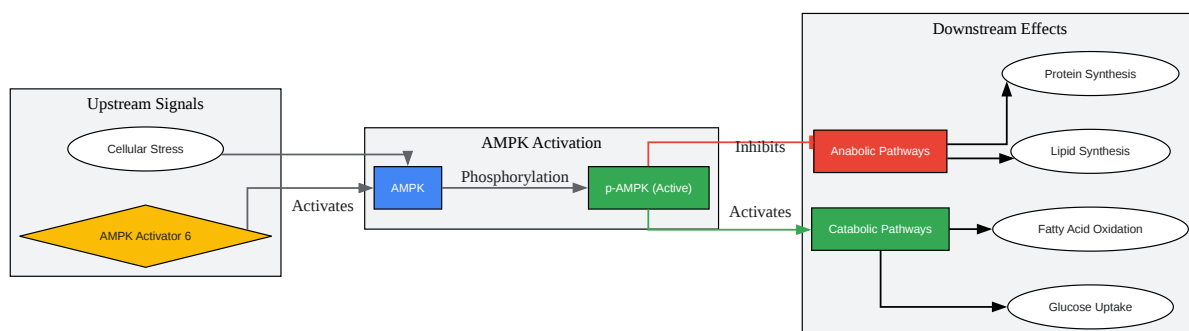 Upstream Signals
Cellular Stress
AMPK Activator 6
Activates
AMPK Activation
AMPK
Phosphorylation
p-AMPK (Active)
Inhibits
Activates
Downstream Effects
Protein Synthesis
Anabolic Pathways
Lipid Synthesis
Catabolic Pathways
Fatty Acid Oxidation
Glucose Uptake